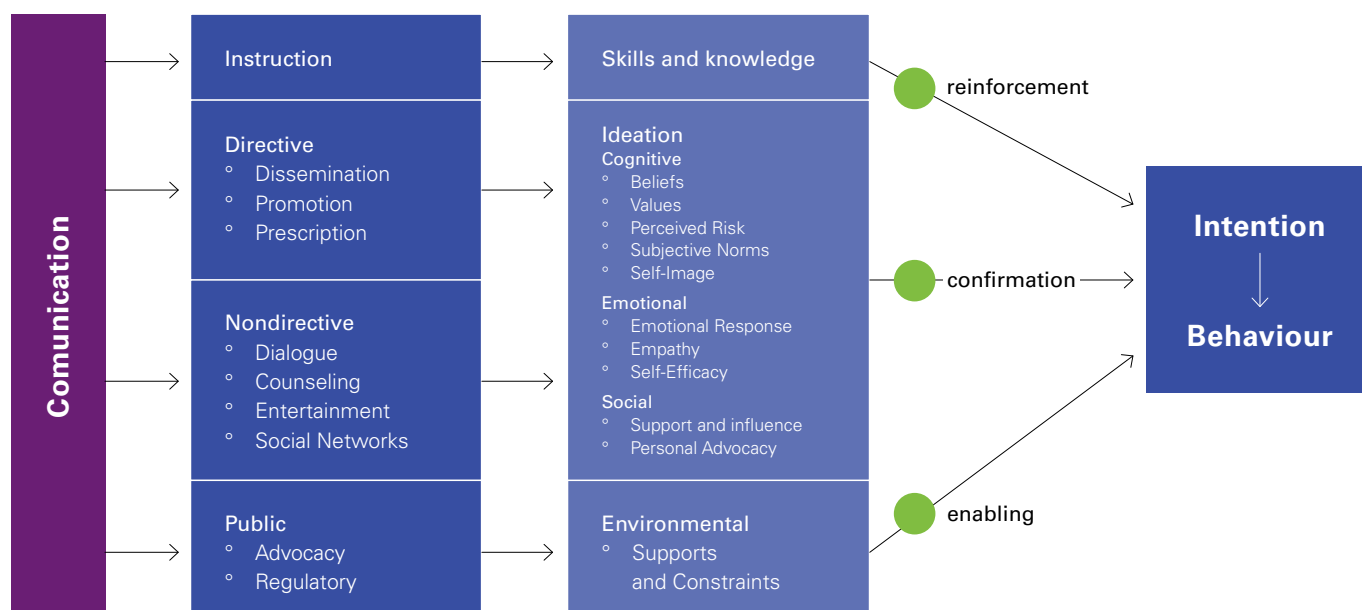 Comunication
Instruction
Directive
° Dissemination
° Promotion
° Prescription
Nondirective
° Dialogue
° Counseling
° Entertainment
° Social Networks
Public
° Advocacy
° Regulatory
Skills and knowledge
Ideation
Cognitive
° Beliefs
° Values
° Perceived Risk
° Subjective Norms
° Self-Image
Emotional
° Emotional Response
° Empathy
° Self-Efficacy
Social
° Support and influence
° Personal Advocacy
Environmental
° Supports
and Constraints
reinforcement
confirmation
enabling
Intention
Behaviour